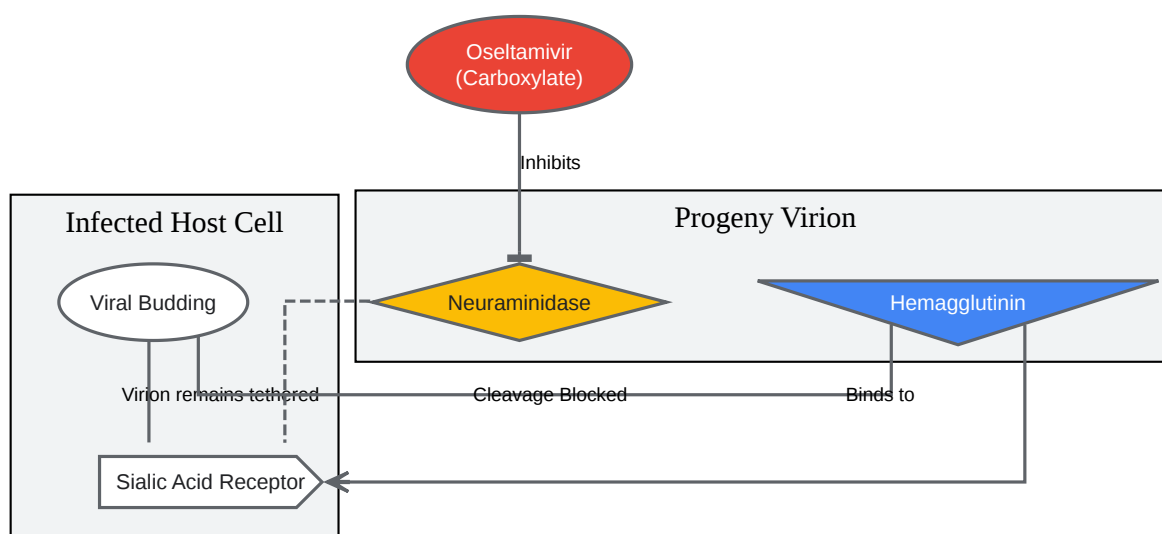 Oseltamivir
(Carboxylate)
Inhibits
Infected Host Cell
Progeny Virion
Viral Budding
Neuraminidase
Hemagglutinin
Virion remains tethered
Cleavage Blocked
Binds to
Sialic Acid Receptor